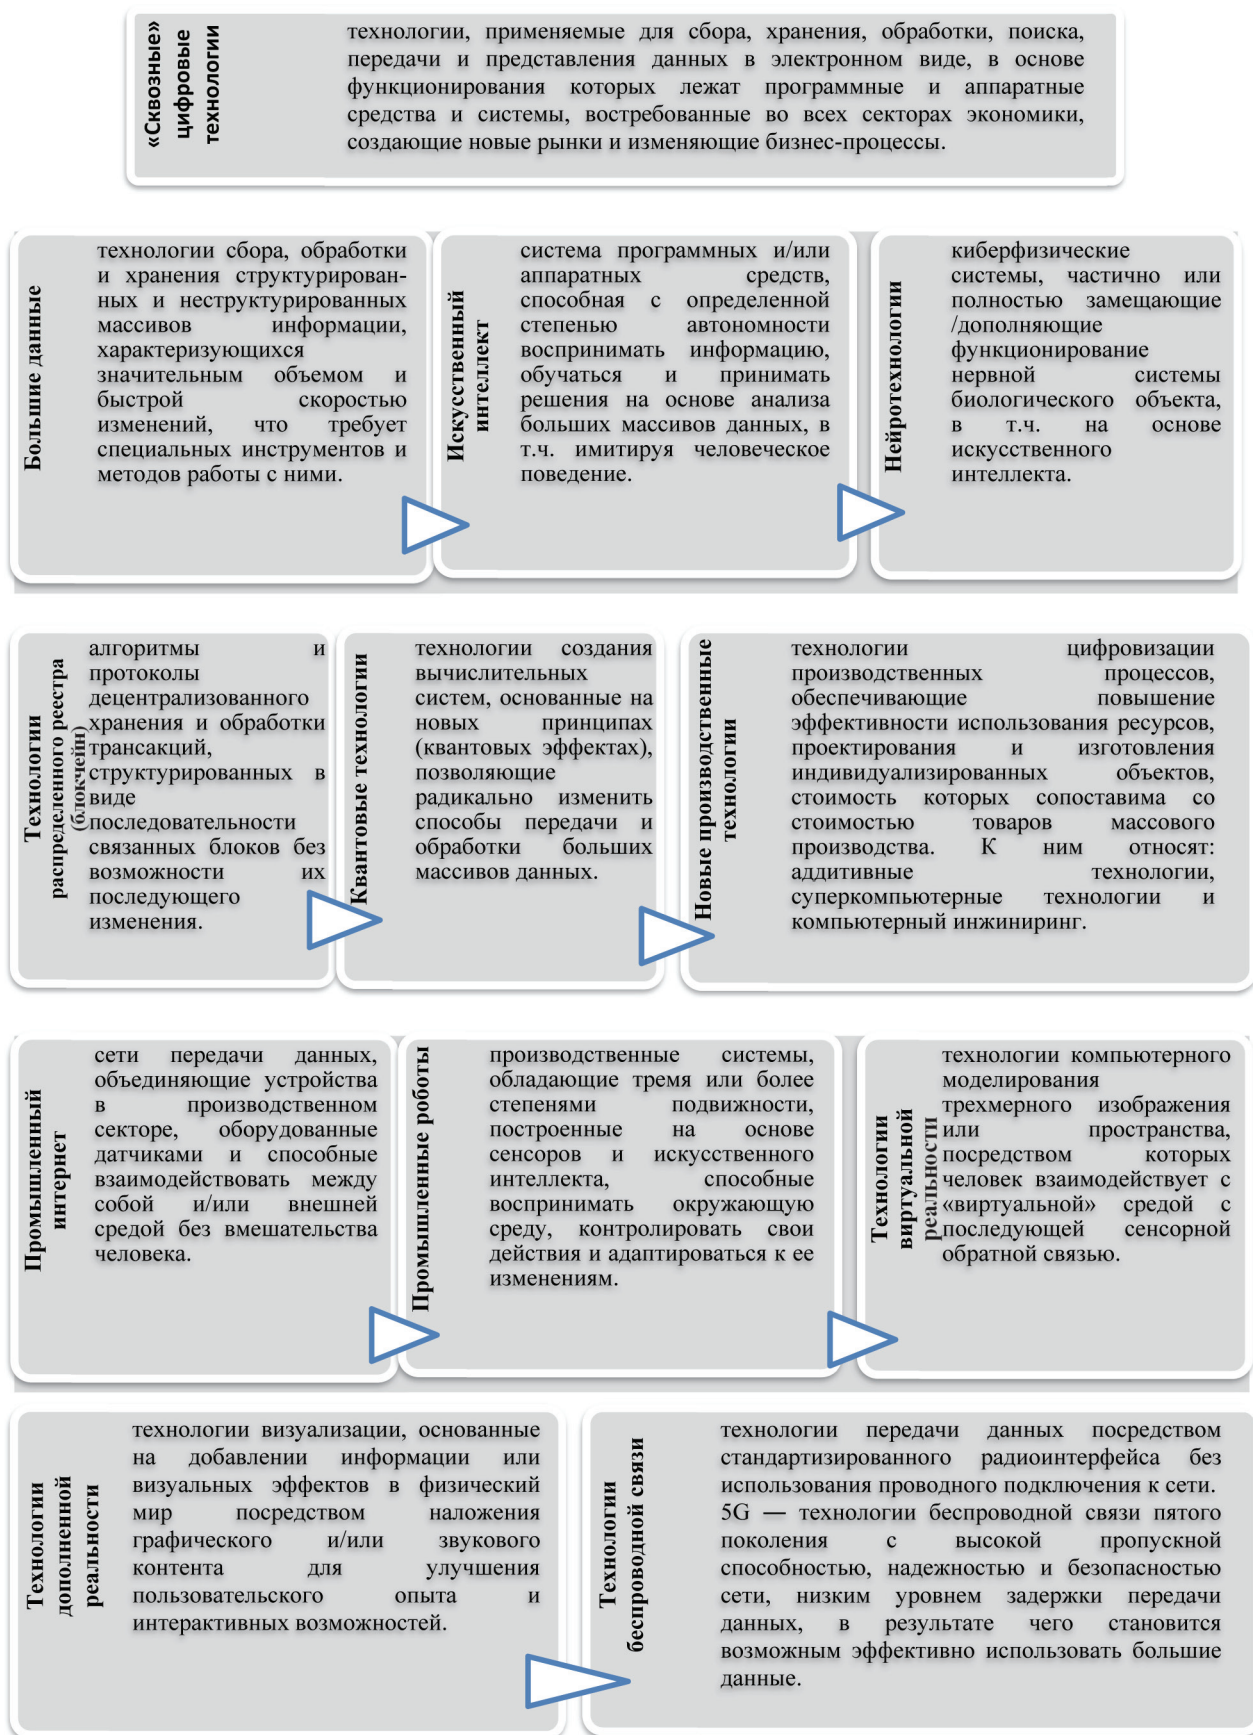 «Сквозные»
цифровые
технологии
технологии, применяемые для сбора, хранения, обработки, поиска,
передачи и представления данных в электронном виде, в основе
функционирования которых лежат программные и аппаратные
средства и системы, востребованные во всех секторах экономики,
создающие новые рынки и изменяющие бизнес-процессы.
Большие данные
технологии сбора, обработки
и хранения структурирован-
ных и неструктурированных
массивов информации,
характеризующихся
значительным объемом и
быстрой скоростью
изменений, что требует
специальных инструментов и
методов работы с ними.
Искусственный
интеллект
система программных и/или
аппаратных средств,
способная с определенной
степенью автономности
воспринимать информацию,
обучаться и принимать
решения на основе анализа
больших массивов данных, в
т.ч. имитируя человеческое
поведение.
Нейротехнологии
киберфизические
системы, частично или
полностью замещающие
/дополняющие
функционирование
нервной системы
биологического объекта,
в т.ч. на основе
искусственного
интеллекта.
Технологии
распределенного реестра
(блокчейн)
алгоритмы и
протоколы
децентрализованного
хранения и обработки
трансакций,
структурированных в
виде
последовательности
связанных блоков без
возможности их
последующего
изменения.
Квантовые технологии
технологии создания
вычислительных
систем, основанные на
новых принципах
(квантовых эффектах),
позволяющие
радикально изменить
способы передачи и
обработки больших
массивов данных.
Новые производственные
технологии
технологии цифровизации
производственных процессов,
обеспечивающие повышение
эффективности использования ресурсов,
проектирования и изготовления
индивидуализированных объектов,
стоимость которых сопоставима со
стоимостью товаров массового
производства. К ним относят:
аддитивные технологии,
суперкомпьютерные технологии и
компьютерный инжиниринг.
Промышленный
интернет
сети передачи данных,
объединяющие устройства
в производственном
секторе, оборудованные
датчиками и способные
взаимодействовать между
собой и/или внешней
средой без вмешательства
человека.
Промышленные роботы
производственные системы,
обладающие тремя или более
степенями подвижности,
построенные на основе
сенсоров и искусственного
интеллекта, способные
воспринимать окружающую
среду, контролировать свои
действия и адаптироваться к ее
изменениям.
Технологии
виртуальной
реальности
технологии компьютерного
моделирования
трехмерного изображения
или пространства,
посредством которых
человек взаимодействует с
«виртуальной» средой с
последующей сенсорной
обратной связью.
Технологии
дополненной
реальности
технологии визуализации, основанные
на добавлении информации или
визуальных эффектов в физический
мир посредством наложения
графического и/или звукового
контента для улучшения
пользовательского опыта и
интерактивных возможностей.
Технологии
беспроводной связи
технологии передачи данных посредством
стандартизированного радиоинтерфейса без
использования проводного подключения к сети.
5G — технологии беспроводной связи пятого
поколения с высокой пропускной
способностью, надежностью и безопасностью
сети, низким уровнем задержки передачи
данных, в результате чего становится
возможным эффективно использовать большие
данные.